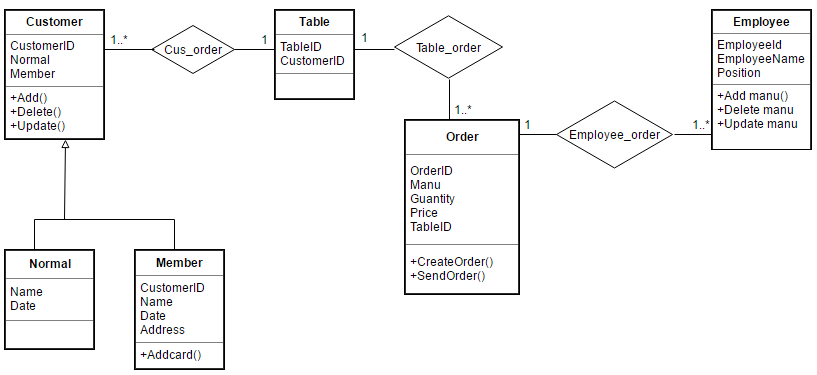 Customer
CustomerID
Normal
Member
+Add()
+Delete()
+Update()
1..*
Cus_order
1
Table
TableID
CustomerID
1
Table_order
1..*
Employee
EmployeeId
EmployeeName
Position
+Add manu()
+Delete manu
+Update manu
Order
OrderID
Manu
Guantity
Price
TableID
+CreateOrder()
+SendOrder()
1
Employee_order
1..*
Normal
Name
Date
Member
CustomerID
Name
Date
Address
+Addcard()